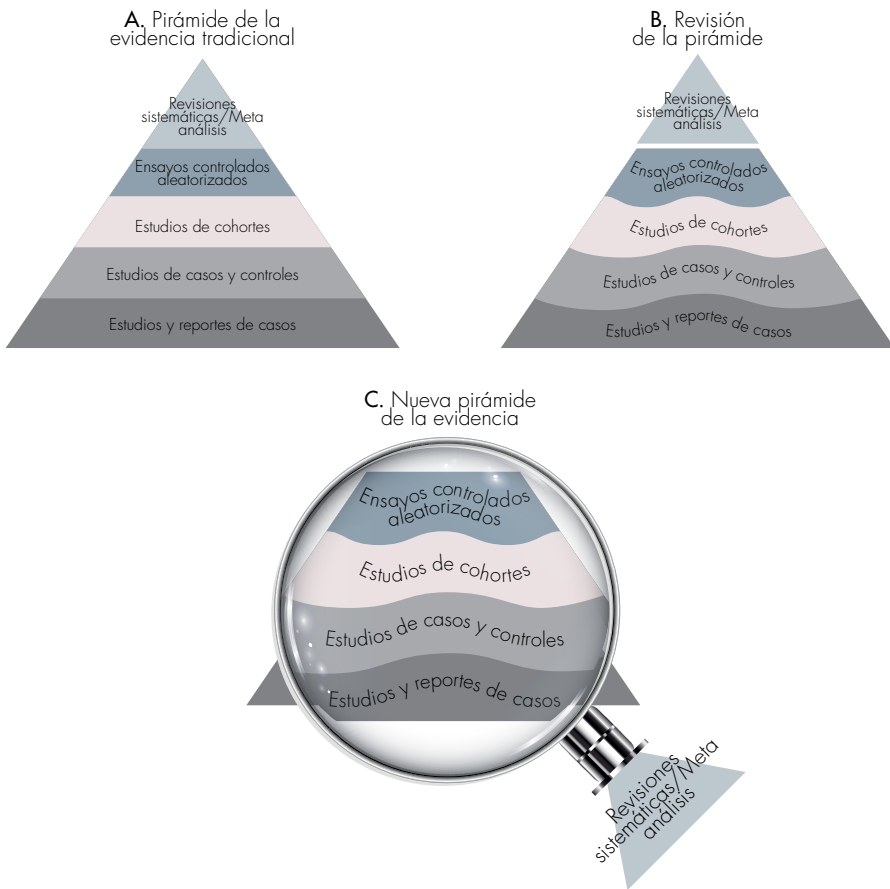 A. Pirámide de la
evidencia tradicional
Revisiones
sistemáticas/Meta
análisis
Ensayos controlados
aleatorizados
Estudios de cohortes
Estudios de casos y controles
Estudios y reportes de casos
B. Revisión
de la pirámide
Revisiones
sistemáticas/Meta
análisis
Ensayos controlados
aleatorizados
Estudios de cohortes
Estudios de casos y controles
Estudios y reportes de casos
C. Nueva pirámide
de la evidencia
Ensayos controlados
aleatorizados
Estudios de cohortes
Estudios de casos y controles
Estudios y reportes de casos
Revisiones
sistemáticas/Meta
análisis